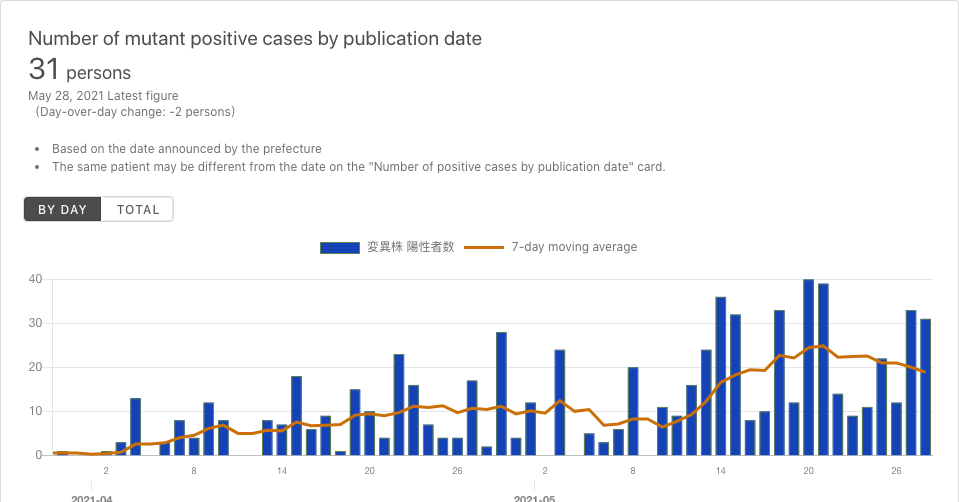 Number of mutant positive cases by publication date
31 persons
May 28, 2021 Latest figure
(Day-over-day change: -2 persons)
• Based on the date announced by the prefecture
• The same patient may be different from the date on the "Number of positive cases by publication date" card.
BY DAY TOTAL
変異株 陽性者数 7-day moving average
40
30
20
10
0
2 8 14 20 26 2 8 14 20 26
2021-04 2021-05